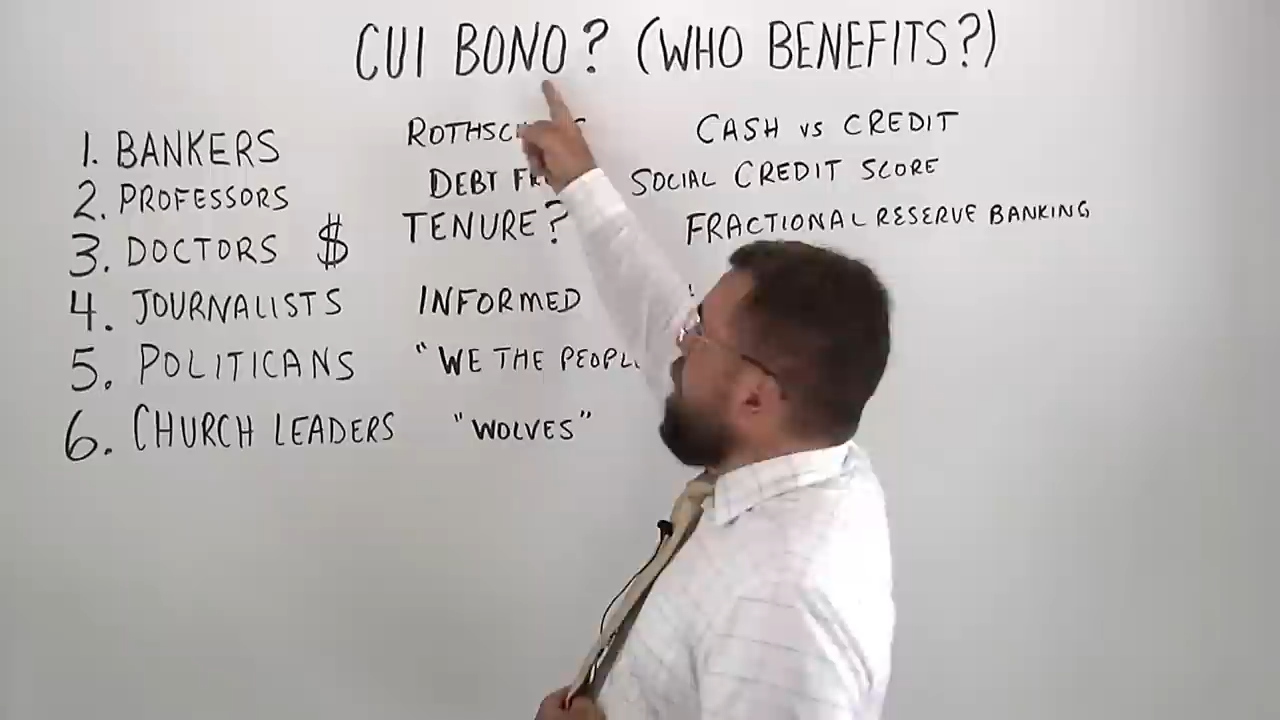 CUI BONO? (WHO BENEFITS?)
1. BANKERS
2. PROFESSORS
3. DOCTORS $
4. JOURNALISTS
5. POLITICANS
6. CHURCH LEADERS
DEBT
TENURE?
INFORMED
"WE THE
"WOLVES"
CASH VS CREDIT
SOCIAL CREDIT SCORE
FRACTIONAL RESERVE BANKING